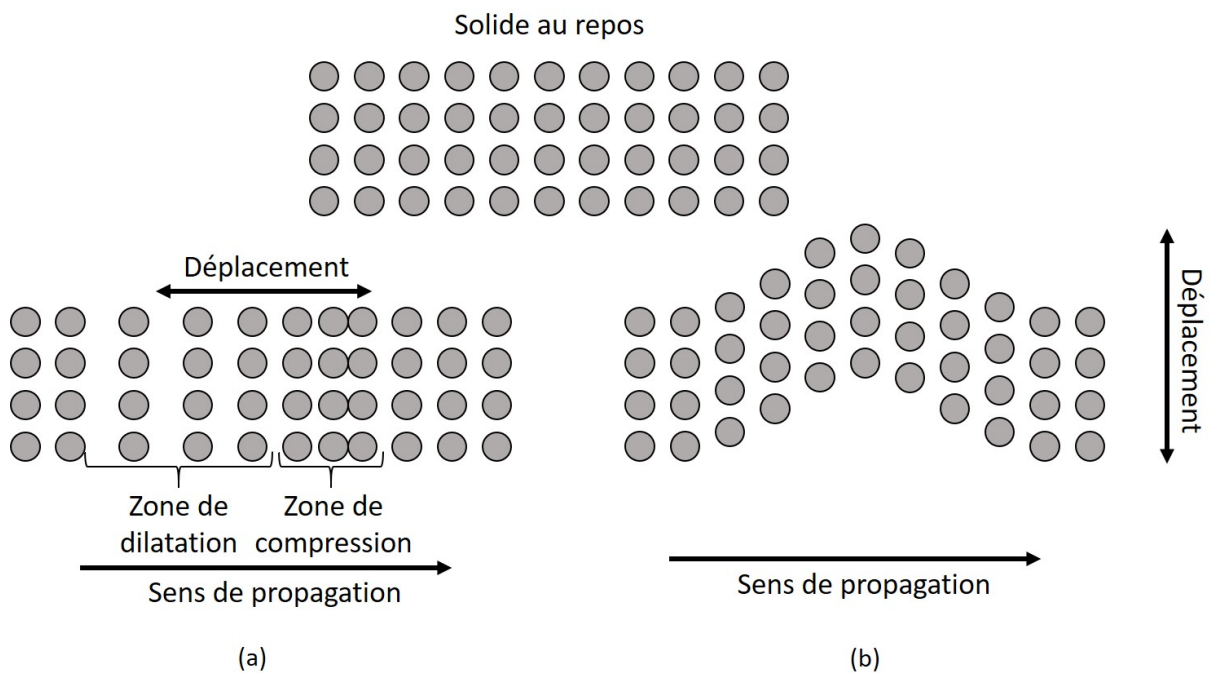 Solide au repos
Déplacement
Zone de
dilatation
Zone de
compression
Sens de propagation
(a)
Déplacement
Sens de propagation
(b)